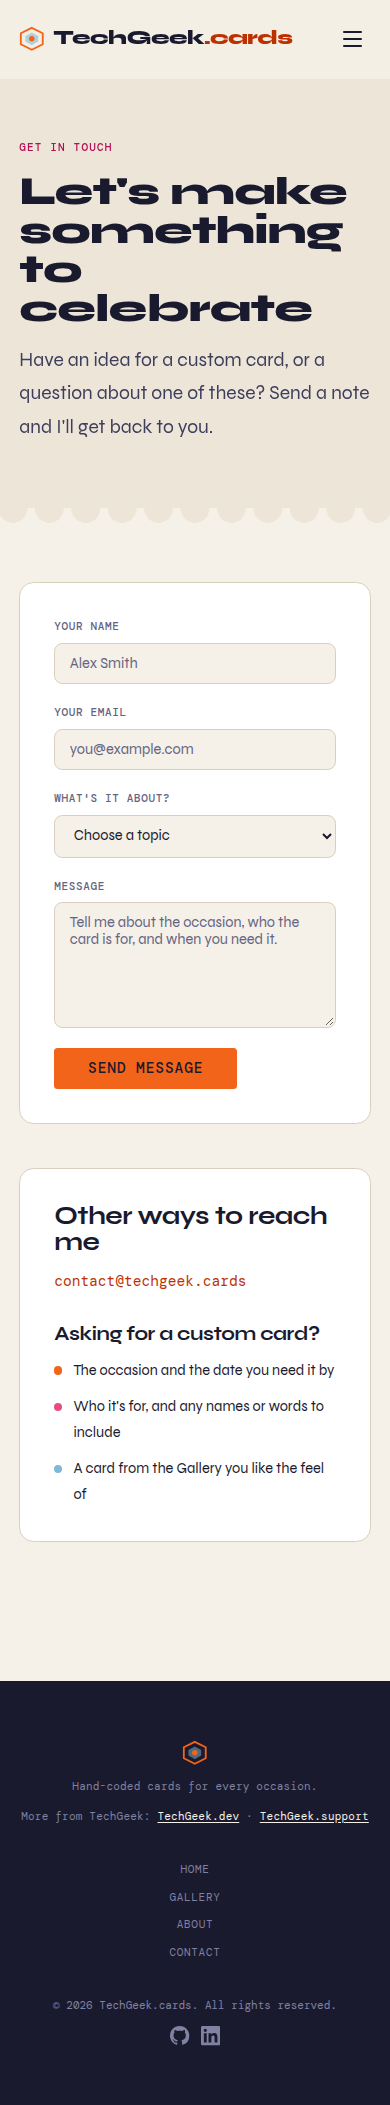 TechGeek.cards
GET IN TOUCH
Let's make
something
to
celebrate
Have an idea for a custom card, or a
question about one of these? Send a note
and I'll get back to you.
YOUR NAME
Alex Smith
YOUR EMAIL
you@example.com
WHAT'S IT ABOUT?
Choose a topic
MESSAGE
Tell me about the occasion, who the
card is for, and when you need it.
SEND MESSAGE
Other ways to reach
me
contact@techgeek.cards
Asking for a custom card?
The occasion and the date you need it by
Who it's for, and any names or words to
include
A card from the Gallery you like the feel
of
Hand-coded cards for every occasion.
More from TechGeek: TechGeek.dev · TechGeek.support
HOME
GALLERY
ABOUT
CONTACT
© 2026 TechGeek.cards. All rights reserved.